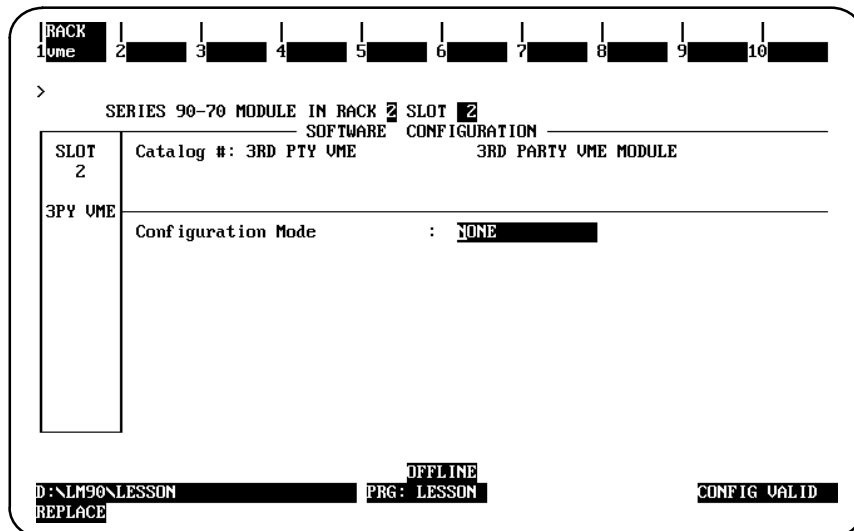 RACK
1vme 2 3 4 5 6 7 8 9 10
>
SERIES 90-70 MODULE IN RACK 2 SLOT 2
SOFTWARE CONFIGURATION
SLOT Catalog #: 3RD PTY VME 3RD PARTY VME MODULE
2
3PY VME
Configuration Mode : NONE
OFFLINE
D:\LM90\LESSON PRG: LESSON CONFIG VALID
REPLACE